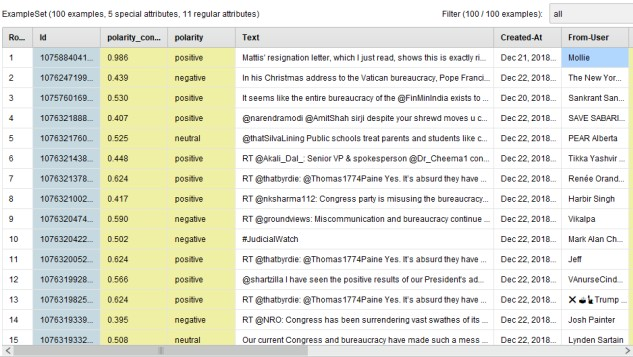 ExampleSet (100 examples, 5 special attributes, 11 regular attributes) Filter (100 / 100 examples): all
Ro... Id polarity_con... polarity Text Created-At From-User
1 1075884041... 0.986 positive Mattis' resignation letter, which I just read, shows this is exactly ri... Dec 21, 2018... Mollie
2 1076247199... 0.439 negative In his Christmas address to the Vatican bureaucracy, Pope Franci... Dec 22, 2018... The New Yor...
3 1075760169... 0.530 positive It seems like the entire bureaucracy of the @FinMinIndia exists to ... Dec 20, 2018... Sankrant San...
4 1076321888... 0.407 positive @narendramodi @AmitShah sirji despite your shrewd moves u c... Dec 22, 2018... SAVE SABARI...
5 1076321760... 0.525 neutral @thatSilvaLining Public schools treat parents and students like c... Dec 22, 2018... PEAR Alberta
6 1076321438... 0.448 positive RT @Akali_Dal_: Senior VP & spokesperson @Dr_Cheema1 con... Dec 22, 2018... Tikka Yashvir ...
7 1076321378... 0.624 positive RT @thatbyrdie: @Thomas1774Paine Yes. It's absurd they have ... Dec 22, 2018... Renée Orand...
8 1076321002... 0.417 positive RT @nksharma112: Congress party is misusing the bureaucracy... Dec 22, 2018... Harbir Singh
9 1076320474... 0.590 negative RT @groundviews: Miscommunication and bureaucracy continue ... Dec 22, 2018... Vikalpa
10 1076320422... 0.502 negative #JudicialWatch Dec 22, 2018... Mark Alan Ch...
11 1076320052... 0.624 positive RT @thatbyrdie: @Thomas1774Paine Yes. It's absurd they have ... Dec 22, 2018... Jeff
12 1076319928... 0.566 positive @shartzilla I have seen the positive results of our President's ad... Dec 22, 2018... VAnurseCind...
13 1076319825... 0.624 positive RT @thatbyrdie: @Thomas1774Paine Yes. It's absurd they have ... Dec 22, 2018... Trump ...
14 1076319339... 0.395 negative RT @NRO: Congress has been surrendering vast swathes of its ... Dec 22, 2018... Josh Painter
15 1076319332... 0.508 neutral Our current Congress and bureaucracy have made such a mess ... Dec 22, 2018... Lynden Sartain